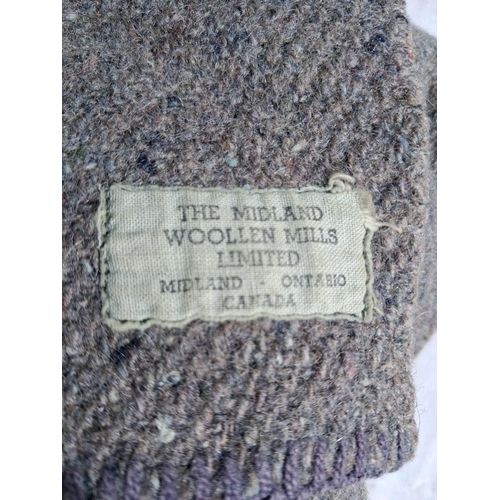 THE MIDLAND
WOOLLEN MILLS
LIMITED
MIDLAND - ONTARIO
CANADA